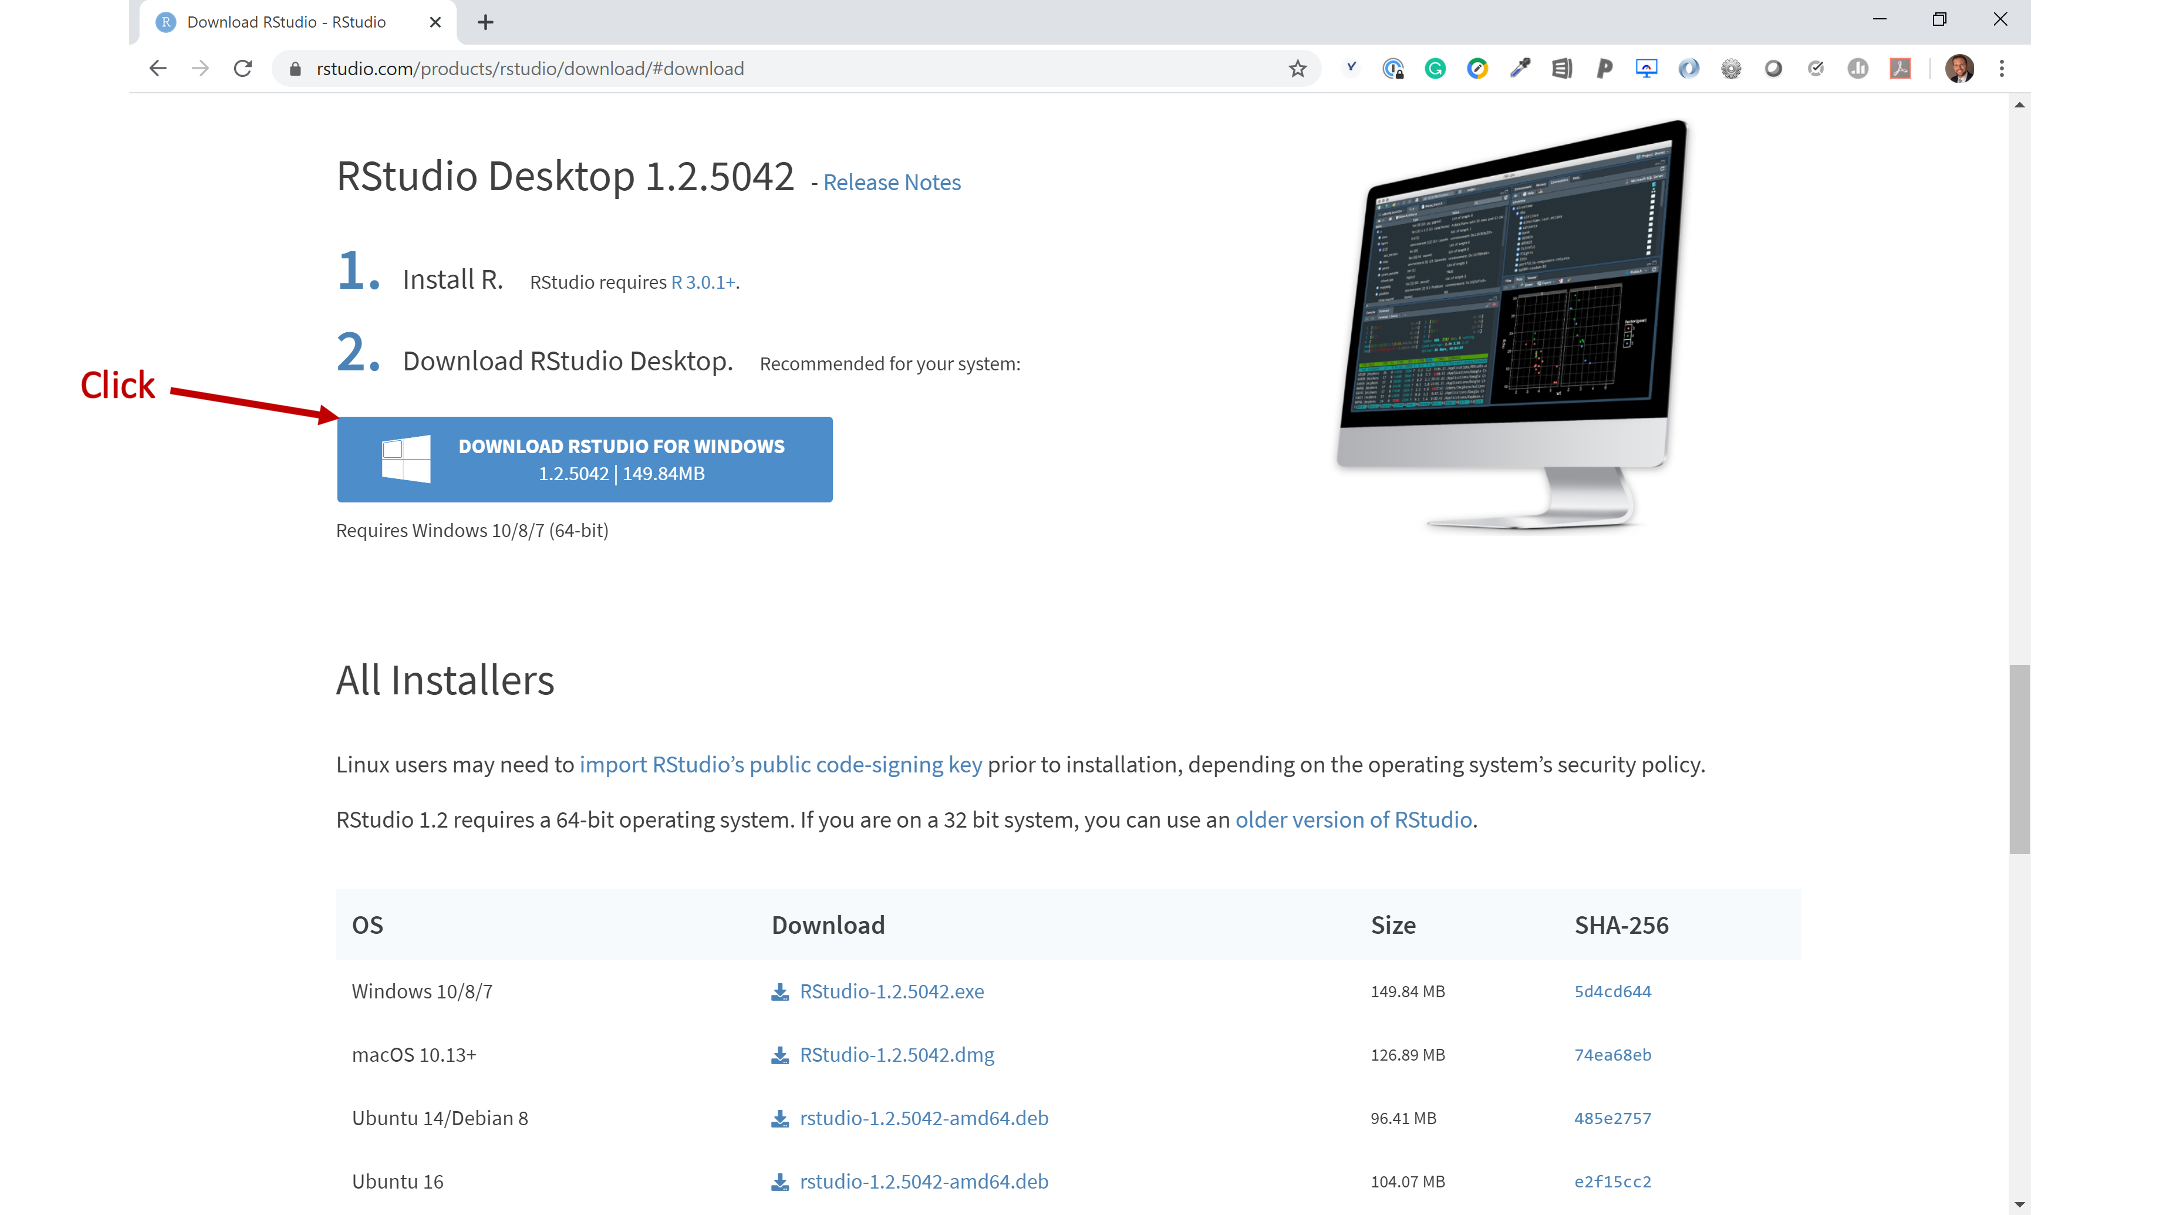 Download RStudio - RStudio
rstudio.com/products/rstudio/download/#download
RStudio Desktop 1.2.5042 - Release Notes
1. Install R. RStudio requires R 3.0.1+.
2. Download RStudio Desktop. Recommended for your system:
Click
DOWNLOAD RSTUDIO FOR WINDOWS
1.2.5042 | 149.84MB
Requires Windows 10/8/7 (64-bit)
All Installers
Linux users may need to import RStudio’s public code-signing key prior to installation, depending on the operating system’s security policy.
RStudio 1.2 requires a 64-bit operating system. If you are on a 32 bit system, you can use an older version of RStudio.
OS Download Size SHA-256
Windows 10/8/7 RStudio-1.2.5042.exe 149.84 MB 5d4cd644
macOS 10.13+ RStudio-1.2.5042.dmg 126.89 MB 74ea68eb
Ubuntu 14/Debian 8 rstudio-1.2.5042-amd64.deb 96.41 MB 485e2757
Ubuntu 16 rstudio-1.2.5042-amd64.deb 104.07 MB e2f15cc2